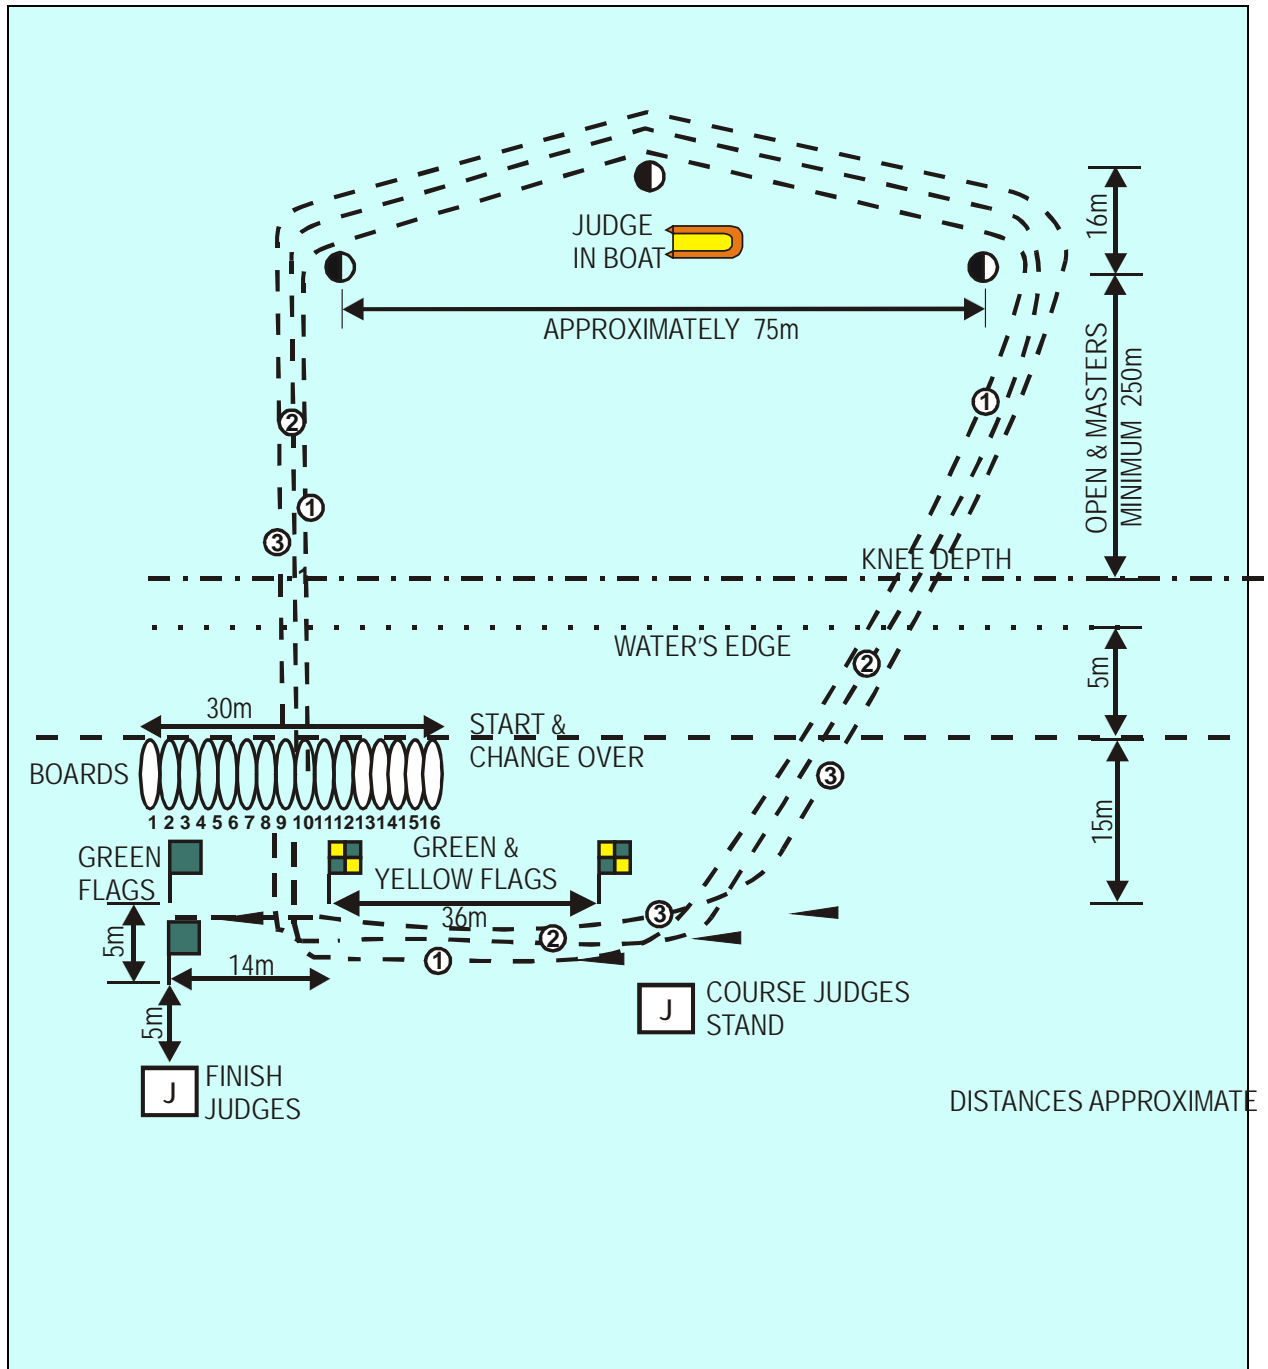 JUDGE
IN BOAT
16m
APPROXIMATELY 75m
OPEN & MASTERS
MINIMUM 250m
1
2
1
3
KNEE DEPTH
1
WATER'S EDGE
2
5m
30m
START &
CHANGE OVER
BOARDS
3
15m
1 2 3 4 5 6 7 8 9 10 11 12 13 14 15 16
GREEN
FLAGS
GREEN &
YELLOW FLAGS
36m
3
2
1
5m
14m
5m
J
COURSE JUDGES
STAND
J
FINISH
JUDGES
DISTANCES APPROXIMATE